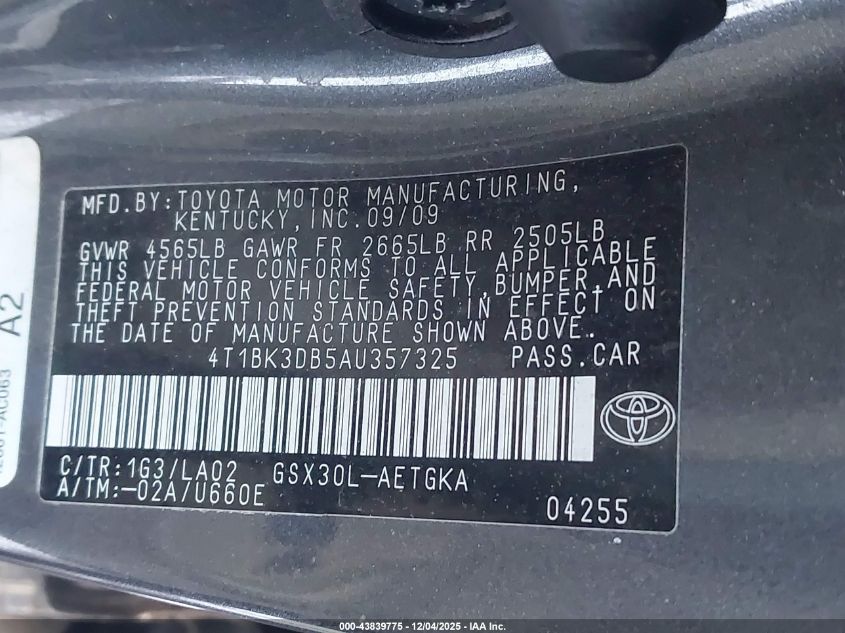 MFD.BY:TOYOTA MOTOR MANUFACTURING,
KENTUCKY,INC.09/09
GVWR 4565LB GAWR FR 2665LB RR 2505LB
THIS VEHICLE CONFORMS TO ALL APPLICABLE
FEDERAL MOTOR VEHICLE SAFETY,BUMPER,AND
THEFT PREVENTION STANDARDS IN EFFECT ON
THE DATE OF MANUFACTURE SHOWN ABOVE.
4T1BK3DB5AU357325 PASS.CAR
C/TR:1G3/LA02 GSX30L-AETGKA
A/TM:-02A/U660E
04255
A2
000-43839775 - 12/04/2025 - IAA Inc.